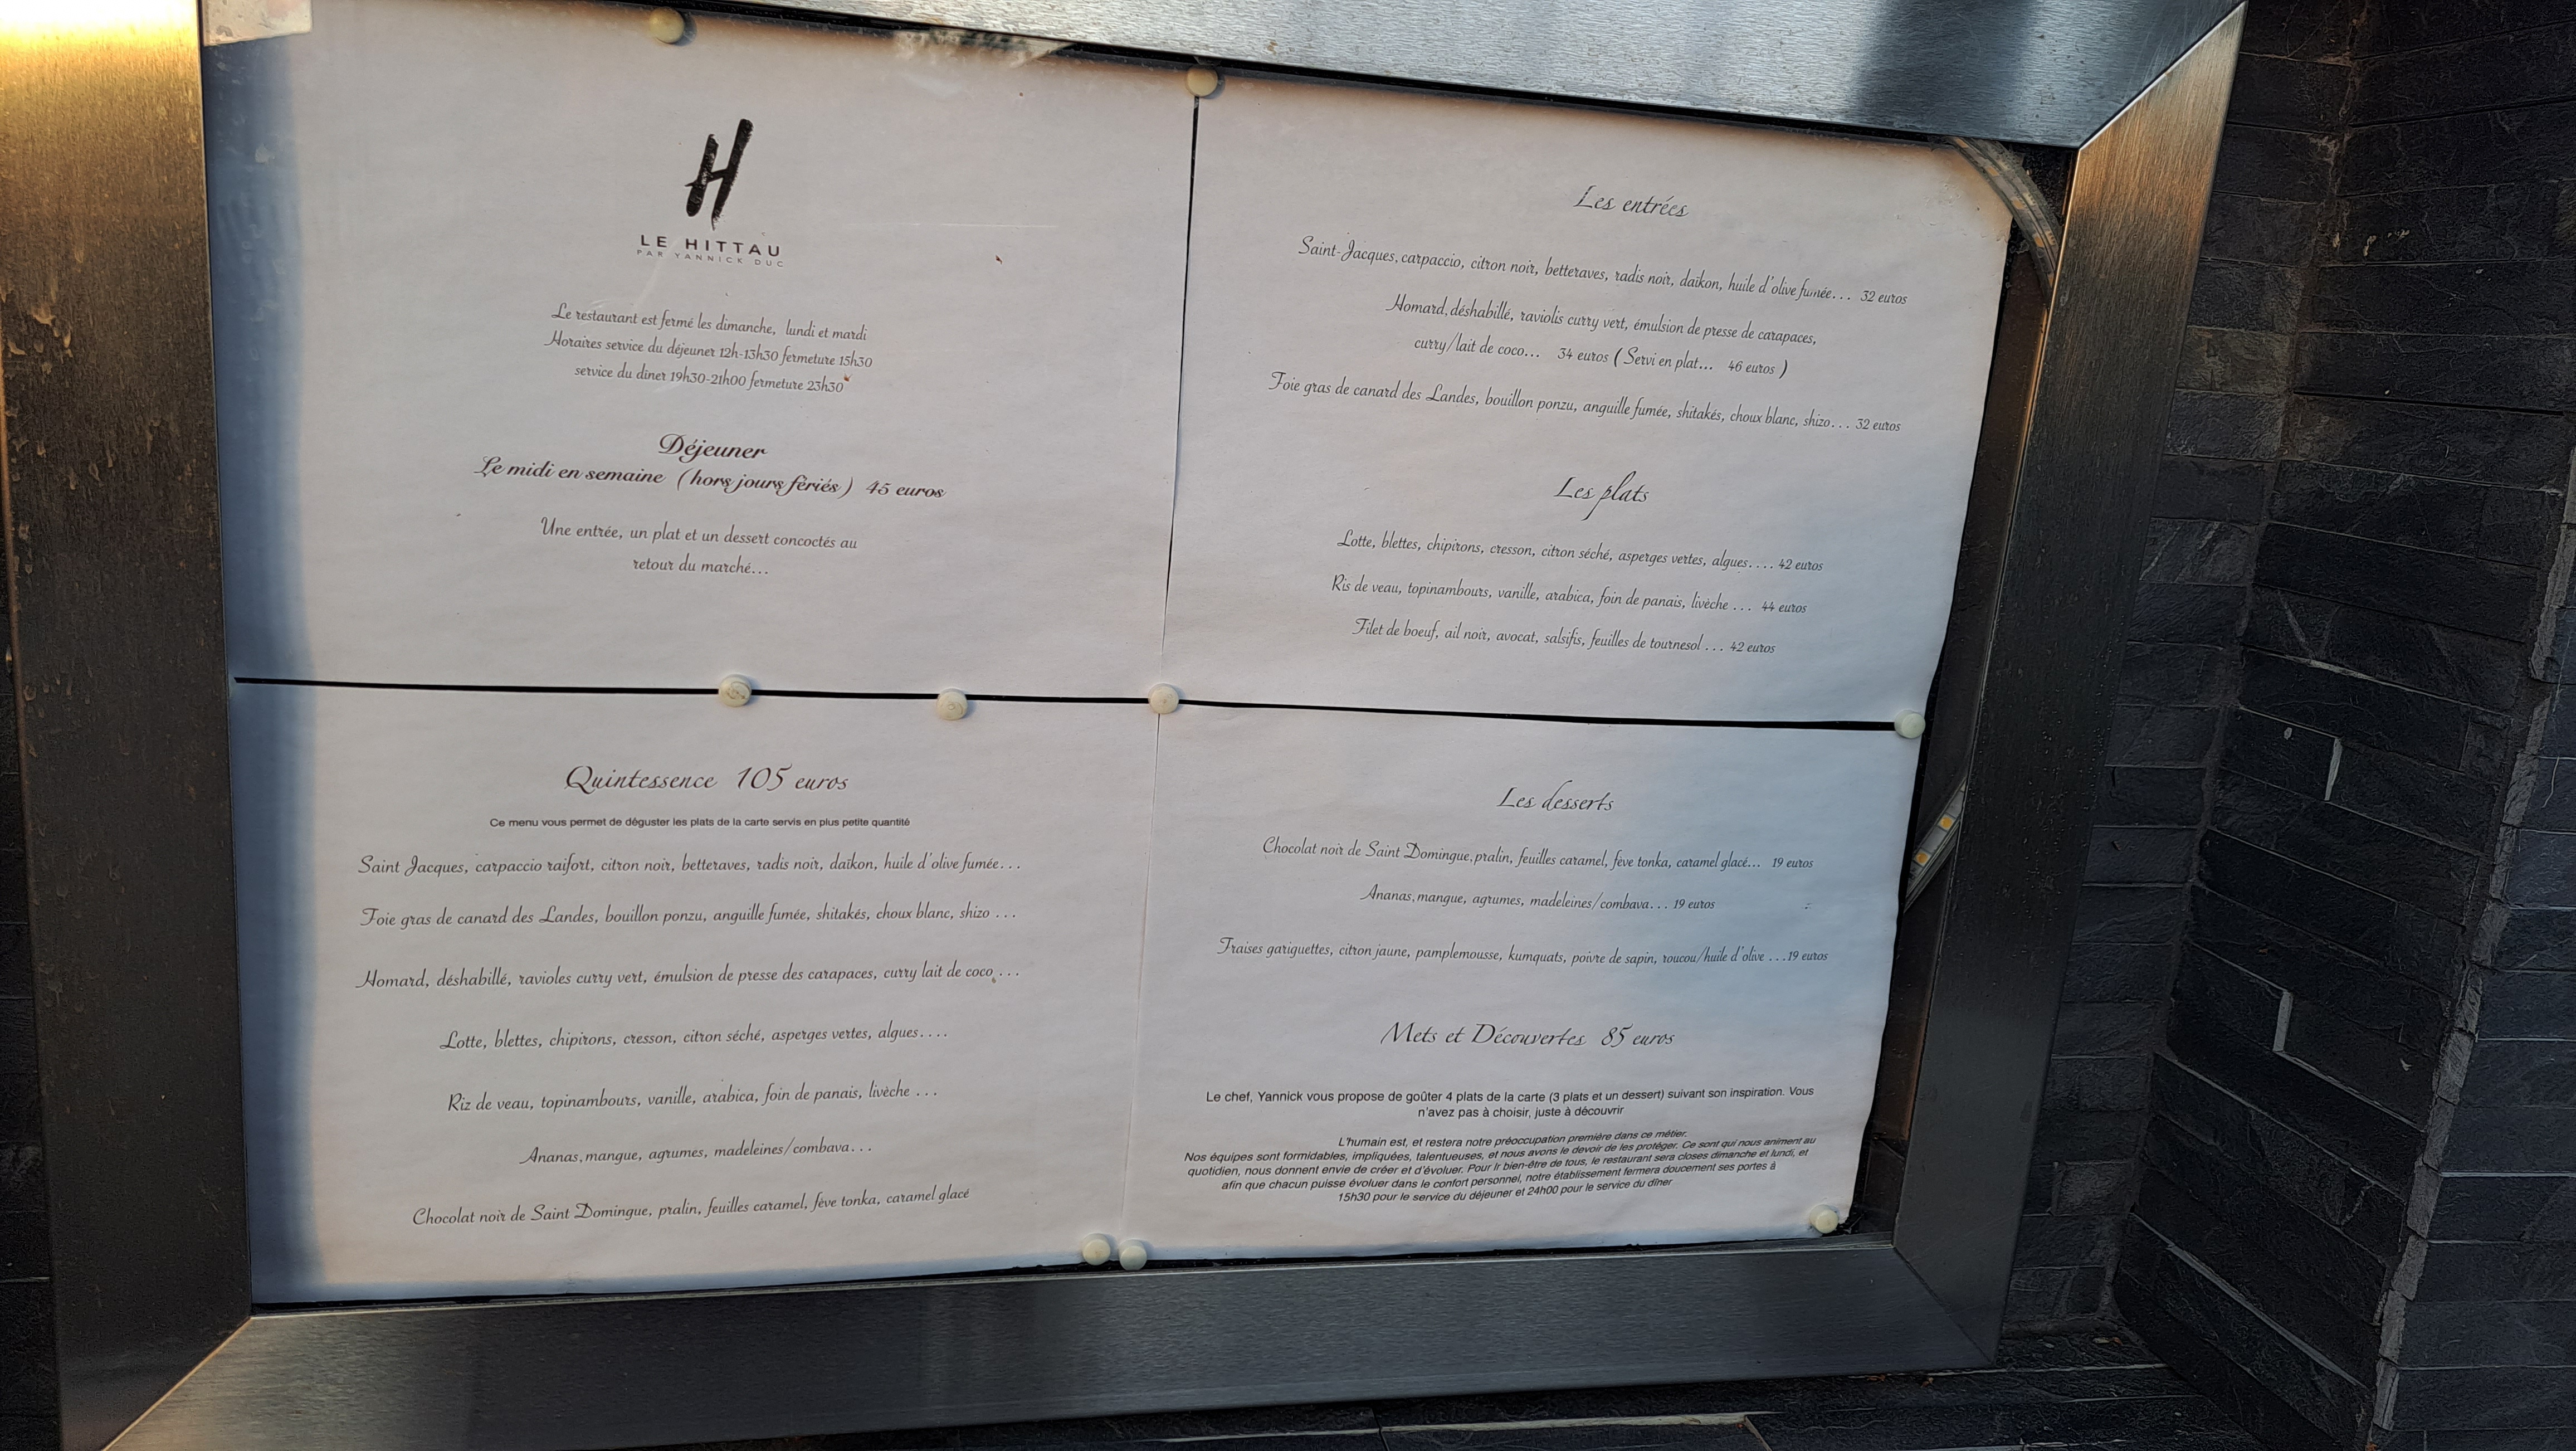 H
LE HITTAU
PAR YANNICK DUC
Le restaurant est fermé les dimanche, lundi et mardi
Horaires service du déjeuner 12h-13h30 fermeture 15h30
service du dîner 19h30-21h00 fermeture 23h30
Déjeuner
Le midi en semaine (hors jours fériés) 45 euros
Une entrée, un plat et un dessert concoctés au
retour du marché...
Les entrées
Saint-Jacques, carpaccio, citron noir, betteraves, radis noir, daïkon, huile d'olive fumée... 32 euros
Homard, déshabillé, raviolis curry vert, émulsion de presse de carapaces,
curry/lait de coco... 34 euros ( Servi en plat... 46 euros )
Foie gras de canard des Landes, bouillon ponzu, anguille fumée, shitakés, choux blanc, shizo... 32 euros
Les plats
Lotte, blettes, chipirons, cresson, citron séché, asperges vertes, algues.... 42 euros
Ris de veau, topinambours, vanille, arabica, foin de panais, livèche ... 44 euros
Filet de boeuf, ail noir, avocat, salsifis, feuilles de tournesol ... 42 euros
Quintessence 105 euros
Ce menu vous permet de déguster les plats de la carte servis en plus petite quantité
Saint Jacques, carpaccio raifort, citron noir, betteraves, radis noir, daïkon, huile d'olive fumée...
Foie gras de canard des Landes, bouillon ponzu, anguille fumée, shitakés, choux blanc, shizo ...
Homard, déshabillé, ravioles curry vert, émulsion de presse des carapaces, curry lait de coco ...
Lotte, blettes, chipirons, cresson, citron séché, asperges vertes, algues....
Riz de veau, topinambours, vanille, arabica, foin de panais, livèche ...
Ananas, mangue, agrumes, madeleines/combava...
Chocolat noir de Saint Domingue, pralin, feuilles caramel, fève tonka, caramel glacé
Les desserts
Chocolat noir de Saint Domingue, pralin, feuilles caramel, fève tonka, caramel glacé... 19 euros
Ananas, mangue, agrumes, madeleines/combava... 19 euros
Fraises gariguettes, citron jaune, pamplemousse, kumquats, poivre de sapin, roucou/huile d'olive ...19 euros
Mets et Découvertes 85 euros
Le chef, Yannick vous propose de goûter 4 plats de la carte (3 plats et un dessert) suivant son inspiration. Vous
n'avez pas à choisir, juste à découvrir
L'humain est, et restera notre préoccupation première dans ce métier.
Nos équipes sont formidables, impliquées, talentueuses, et nous avons le devoir de les protéger. Ce sont qui nous animent au
quotidien, nous donnent envie de créer et d'évoluer. Pour lr bien-être de tous, le restaurant sera closes dimanche et lundi, et
afin que chacun puisse évoluer dans le confort personnel, notre établissement fermera doucement ses portes à
15h30 pour le service du déjeuner et 24h00 pour le service du dîner